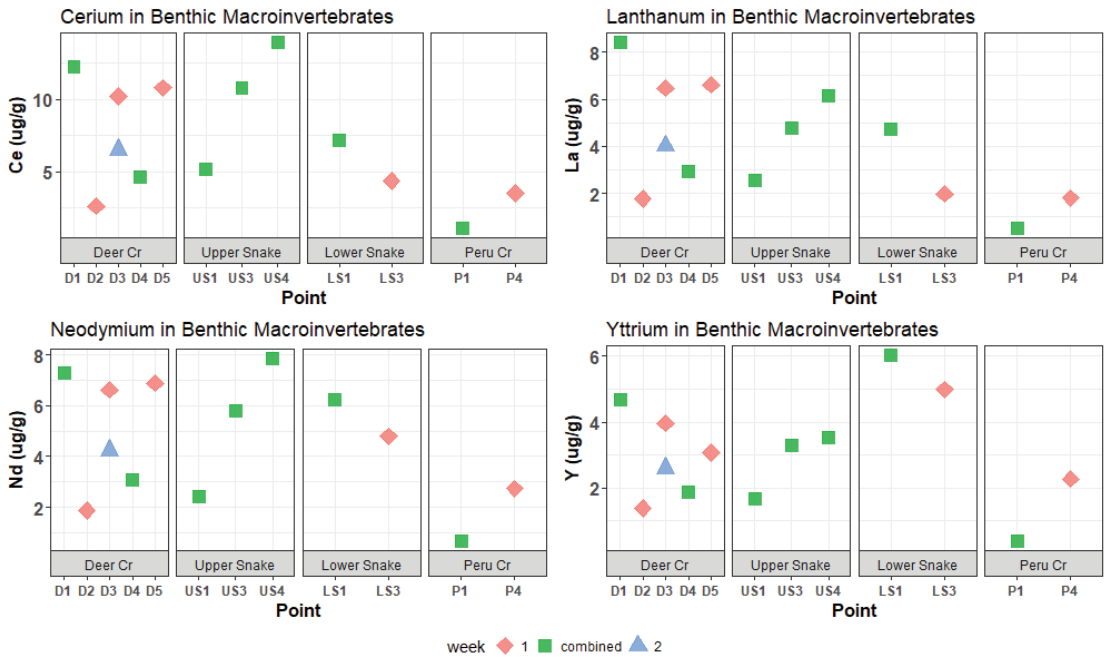 Cerium in Benthic Macroinvertebrates
Ce (ug/g)
10
5
Deer Cr Upper Snake Lower Snake Peru Cr
D1 D2 D3 D4 D5 US1 US3 US4 LS1 LS3 P1 P4
Point
Lanthanum in Benthic Macroinvertebrates
La (ug/g)
8
6
4
2
Deer Cr Upper Snake Lower Snake Peru Cr
D1 D2 D3 D4 D5 US1 US3 US4 LS1 LS3 P1 P4
Point
Neodymium in Benthic Macroinvertebrates
Nd (ug/g)
8
6
4
2
Deer Cr Upper Snake Lower Snake Peru Cr
D1 D2 D3 D4 D5 US1 US3 US4 LS1 LS3 P1 P4
Point
Yttrium in Benthic Macroinvertebrates
Y (ug/g)
6
4
2
Deer Cr Upper Snake Lower Snake Peru Cr
D1 D2 D3 D4 D5 US1 US3 US4 LS1 LS3 P1 P4
Point
week 1 combined 2